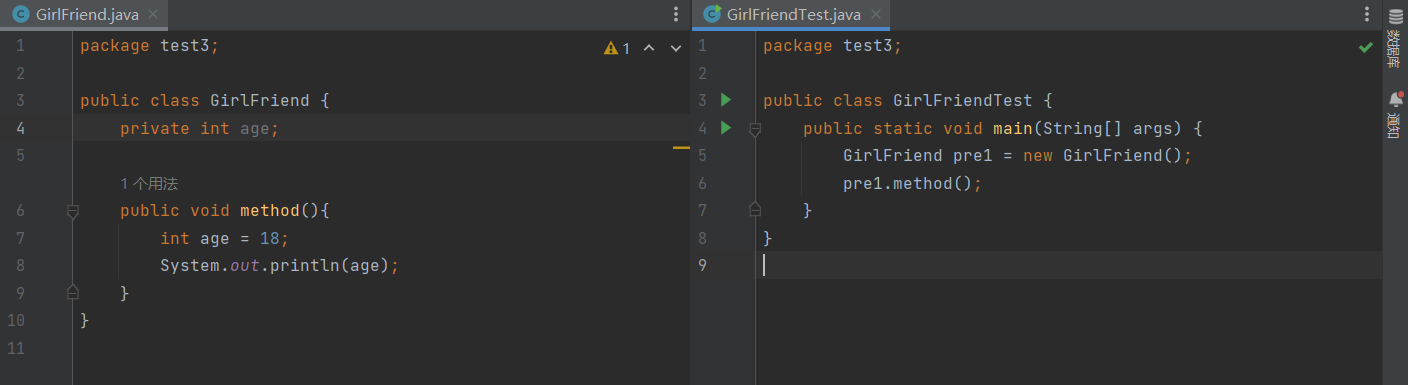 GirlFriend.java
1 package test3;
2
3 public class GirlFriend {
4 private int age;
5
1 个用法
6 public void method(){
7 int age = 18;
8 System.out.println(age);
9 }
10 }
11
1
GirlFriendTest.java
1 package test3;
2
3 public class GirlFriendTest {
4 public static void main(String[] args) {
5 GirlFriend pre1 = new GirlFriend();
6 pre1.method();
7 }
8 }
9
数据库
通知